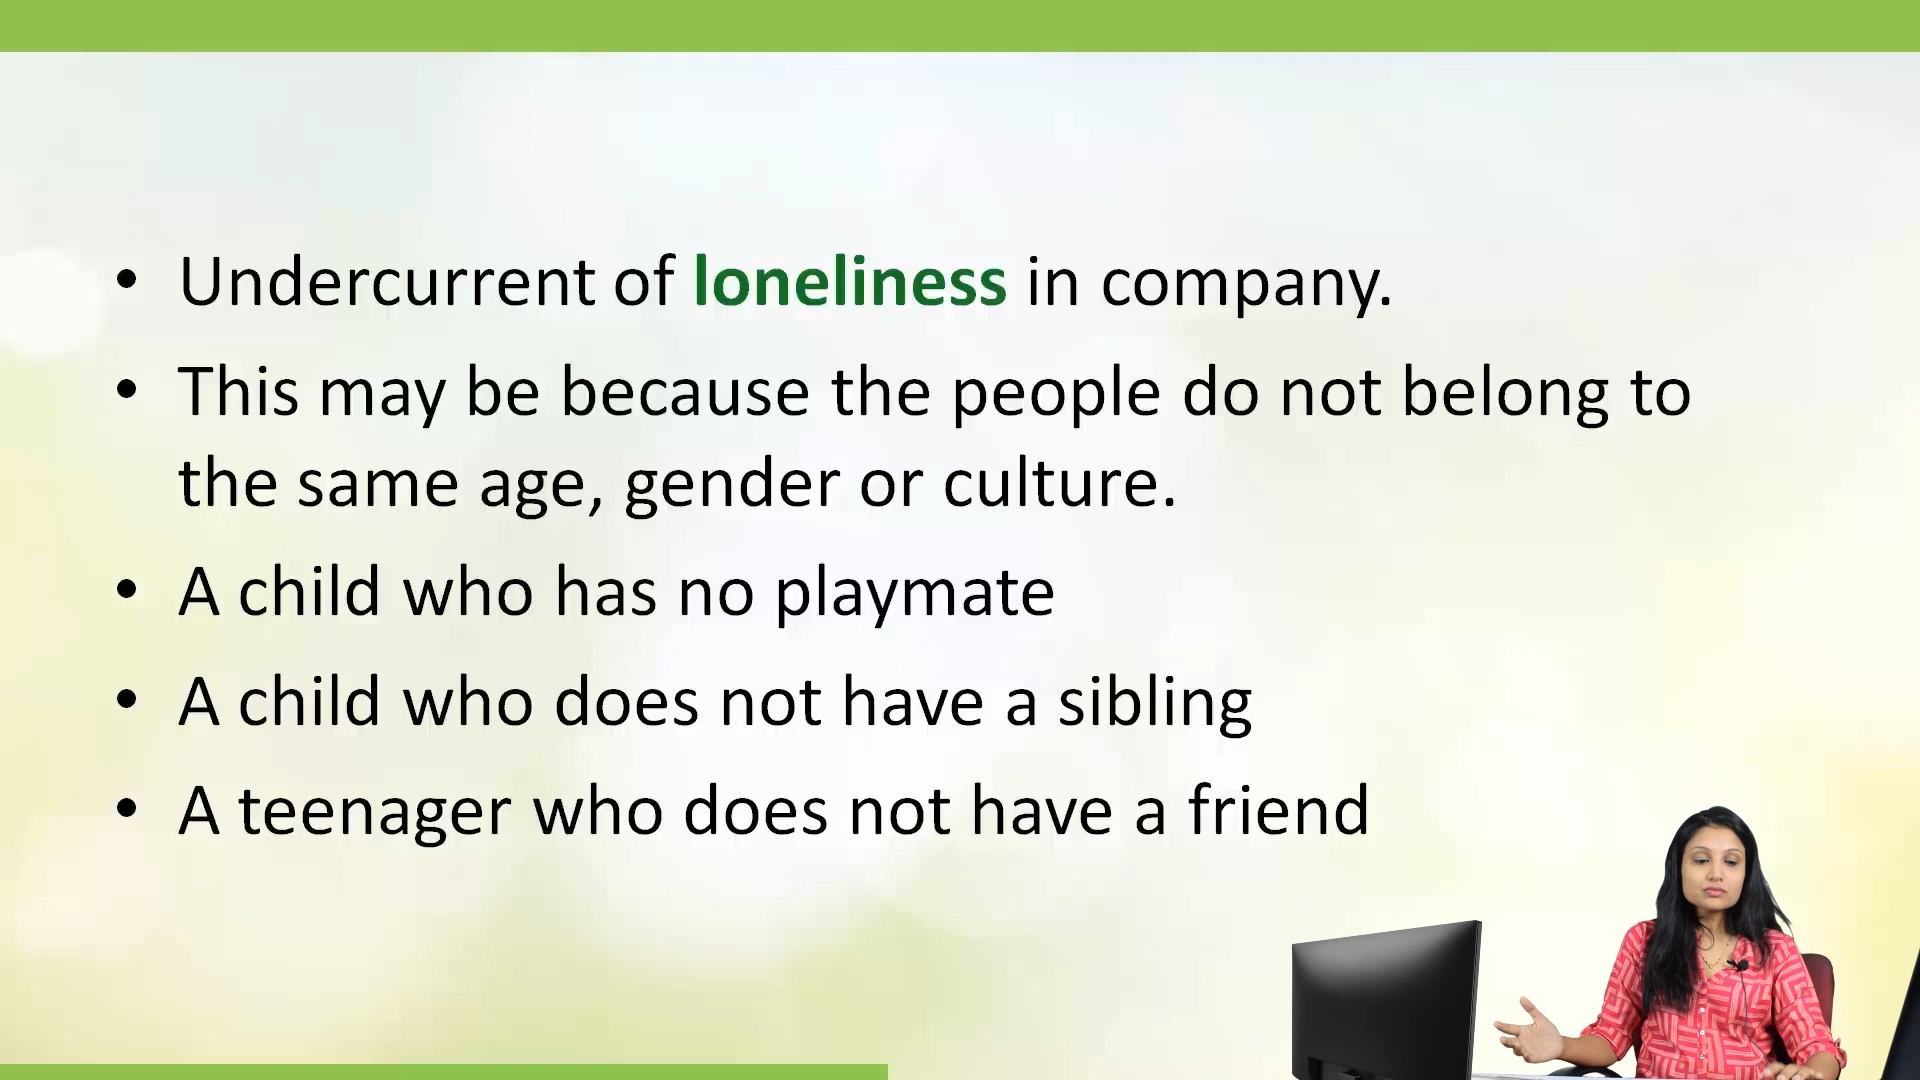 • Undercurrent of loneliness in company.
• This may be because the people do not belong to
the same age, gender or culture.
• A child who has no playmate
• A child who does not have a sibling
• A teenager who does not have a friend